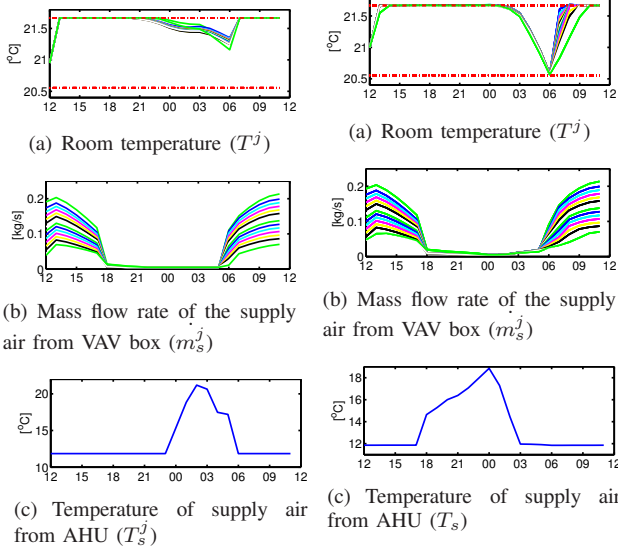 21.5
21
20.5
[°C]
12 15 18 21 00 03 06 09 12
(a) Room temperature (T^j)
0.2
0.1
0
[kg/s]
12 15 18 21 00 03 06 09 12
(b) Mass flow rate of the supply
air from VAV box (ṁ_s^j)
20
15
10
[°C]
12 15 18 21 00 03 06 09 12
(c) Temperature of supply air
from AHU (T_s^j)
21.5
21
20.5
[°C]
12 15 18 21 00 03 06 09 12
(a) Room temperature (T^j)
0.2
0.1
0
[kg/s]
12 15 18 21 00 03 06 09 12
(b) Mass flow rate of the supply
air from VAV box (ṁ_s^j)
18
16
14
12
[°C]
12 15 18 21 00 03 06 09 12
(c) Temperature of supply air
from AHU (T_s)